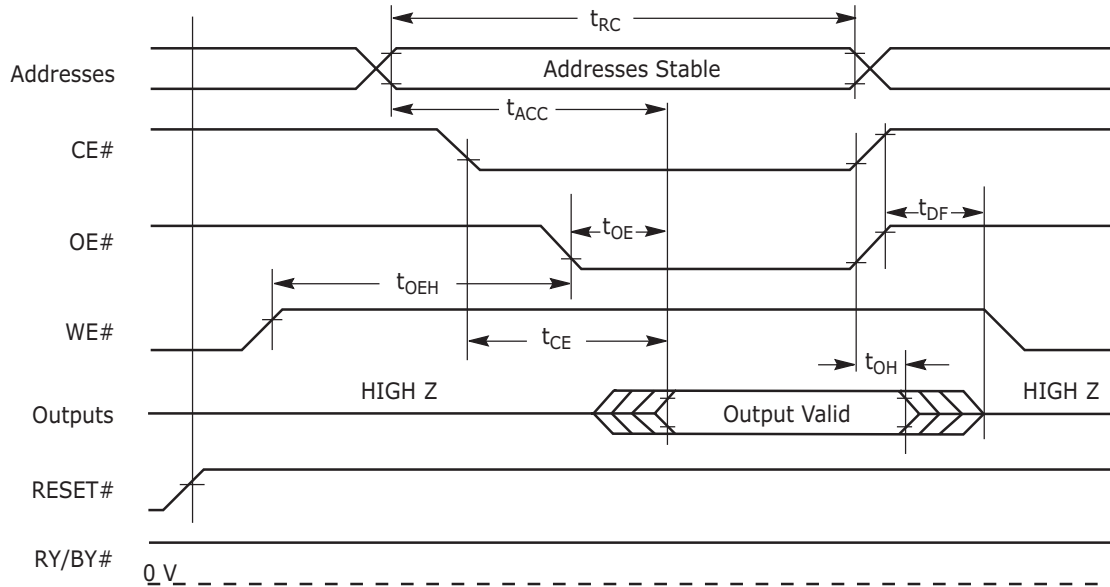 tRC
Addresses
Addresses Stable
tACC
CE#
tDF
OE#
tOE
tOEH
WE#
tCE
tOH
HIGH Z
HIGH Z
Outputs
Output Valid
RESET#
RY/BY#
0 V